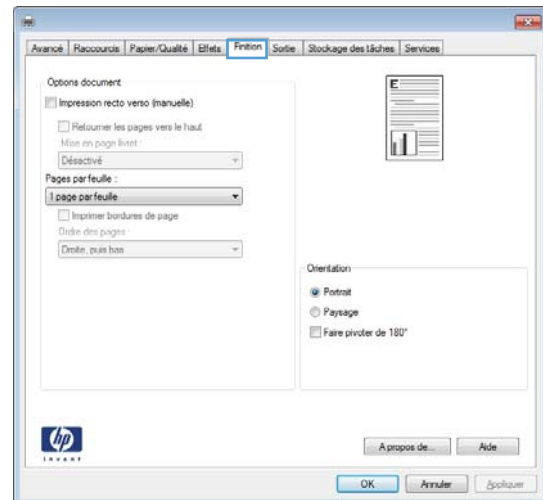 Avancé Raccourcis Papier/Qualité Effets Finition Sortie Stockage des tâches Services
Options document
Impression recto verso (manuelle)
Retourner les pages vers le haut
Mise en page livret :
Désactivé
Pages par feuille :
1 page par feuille
Imprimer bordures de page
Ordre des pages :
Droite, puis bas
E
Orientation
Portrait
Paysage
Faire pivoter de 180°
hp
invent
A propos de... Aide
OK Annuler Appliquer